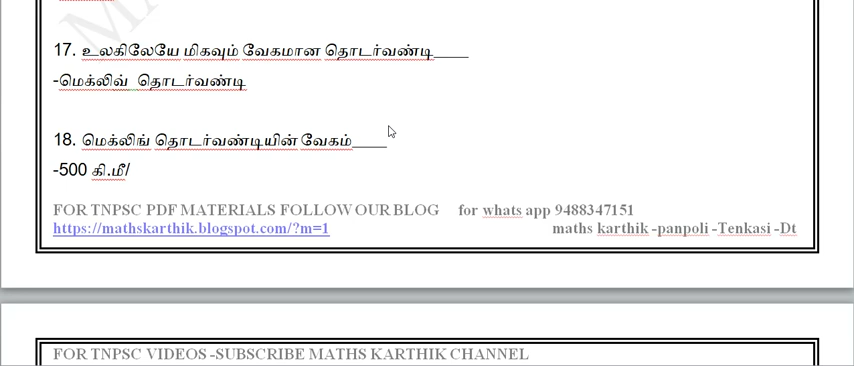 17. உலகிலேயே மிகவும் வேகமான தொடர்வண்டி____
-மெக்லிவ் தொடர்வண்டி
18. மெக்லிங் தொடர்வண்டியின் வேகம்____
-500 கி.மீ/
FOR TNPSC PDF MATERIALS FOLLOW OUR BLOG for whats app 9488347151
https://mathskarthik.blogspot.com/?m=1 maths karthik -panpoli -Tenkasi -Dt
FOR TNPSC VIDEOS -SUBSCRIBE MATHS KARTHIK CHANNEL